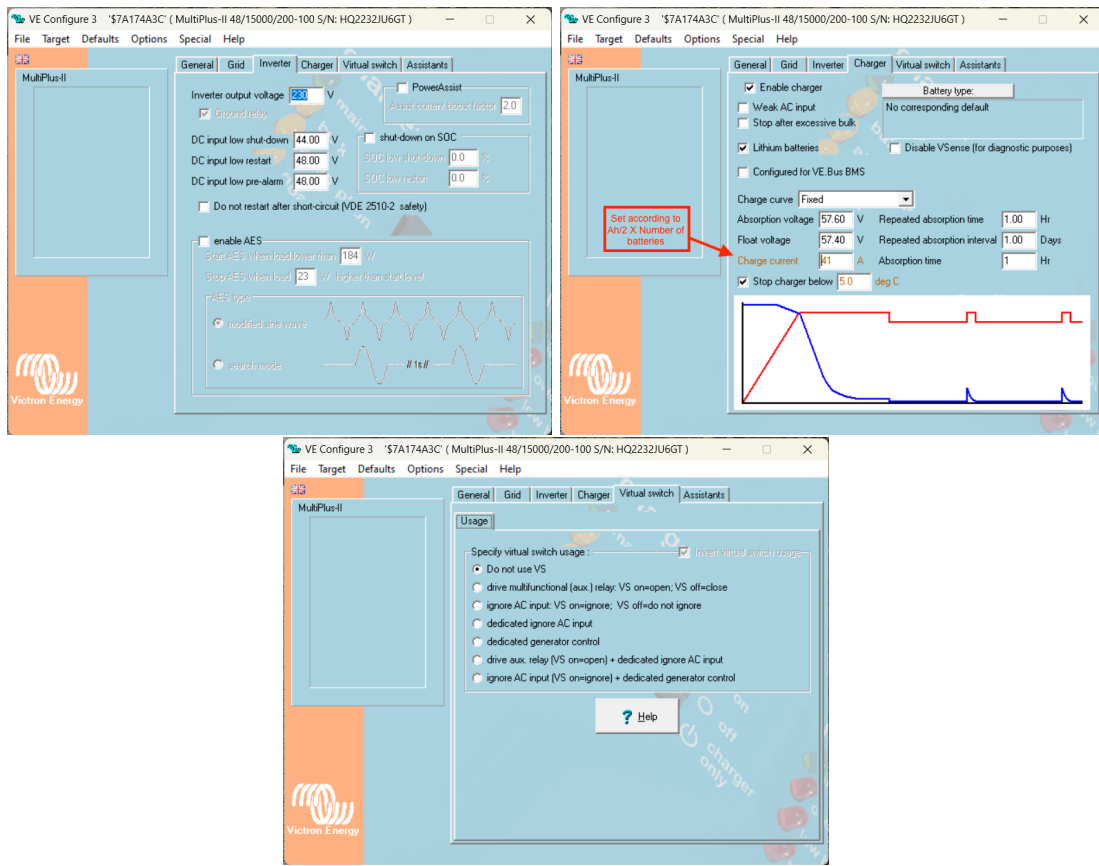 VE Configure 3 '$7A174A3C' ( MultiPlus-II 48/15000/200-100 S/N: HQ2232JU6GT )
File Target Defaults Options Special Help
MultiPlus-II
General Grid Inverter Charger Virtual switch Assistants
Inverter output voltage 230 V
PowerAssist
Assist current boost factor 2.0
Ground relay
DC input low shut-down 44.00 V
shut-down on SOC
DC input low restart 48.00 V
SOC low shut-down 0.0 %
DC input low pre-alarm 48.00 V
SOC low restart 0.0 %
Do not restart after short-circuit (VDE 2510-2 safety)
enable AES
Start AES when load lower than 184 W
Stop AES when load 23 W higher than start level.
AES type
modified sine wave
search mode
// 1s //
Victron Energy
VE Configure 3 '$7A174A3C' ( MultiPlus-II 48/15000/200-100 S/N: HQ2232JU6GT )
File Target Defaults Options Special Help
MultiPlus-II
General Grid Inverter Charger Virtual switch Assistants
Enable charger
Battery type:
Weak AC input
No corresponding default
Stop after excessive bulk
Lithium batteries
Disable VSense (for diagnostic purposes)
Configured for VE.Bus BMS
Charge curve Fixed
Set according to
Ah/2 X Number of
batteries
Absorption voltage 57.60 V Repeated absorption time 1.00 Hr
Float voltage 57.40 V Repeated absorption interval 1.00 Days
Charge current 41 A Absorption time 1 Hr
Stop charger below 5.0 deg C
Victron Energy
VE Configure 3 '$7A174A3C' ( MultiPlus-II 48/15000/200-100 S/N: HQ2232JU6GT )
File Target Defaults Options Special Help
MultiPlus-II
General Grid Inverter Charger Virtual switch Assistants
Usage
Specify virtual switch usage : Invert virtual switch usage
Do not use VS
drive multifunctional (aux.) relay: VS on=open; VS off=close
ignore AC input: VS on=ignore; VS off=do not ignore
dedicated ignore AC input
dedicated generator control
drive aux. relay (VS on=open) + dedicated ignore AC input
ignore AC input (VS on=ignore) + dedicated generator control
? Help
on
off
charger
only
Victron Energy